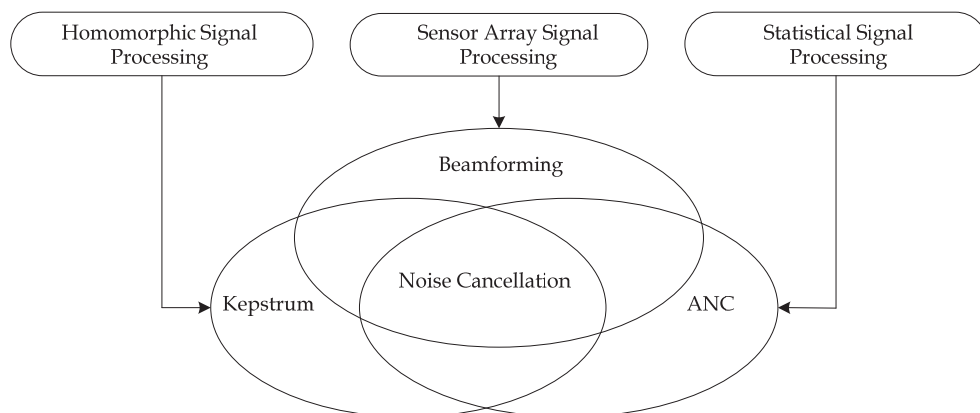 Homomorphic Signal
Processing
Sensor Array Signal
Processing
Statistical Signal
Processing
Beamforming
Noise Cancellation
Kepstrum
ANC